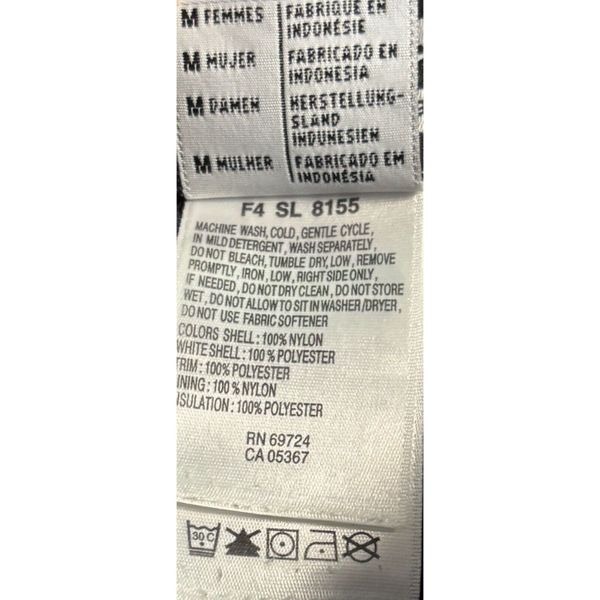 M FEMMES
FABRIQUÉ EN
INDONÉSIE
M MUJER
FABRICADO EN
INDONESIA
M DAMEN
HERSTELLUNG-
SLAND
INDUNESIEN
M MULHER
FABRICADO EM
INDONÉSIA
F4 SL 8155
MACHINE WASH, COLD, GENTLE CYCLE,
IN MILD DETERGENT, WASH SEPARATELY,
DO NOT BLEACH, TUMBLE DRY, LOW, REMOVE
PROMPTLY, IRON, LOW, RIGHT SIDE ONLY,
IF NEEDED, DO NOT DRY CLEAN, DO NOT STORE
WET, DO NOT ALLOW TO SIT IN WASHER/DRYER,
DO NOT USE FABRIC SOFTENER
COLORS SHELL: 100% NYLON
WHITE SHELL: 100% POLYESTER
TRIM: 100% POLYESTER
INING: 100% NYLON
SULATION: 100% POLYESTER
RN 69724
CA 05367
30 C